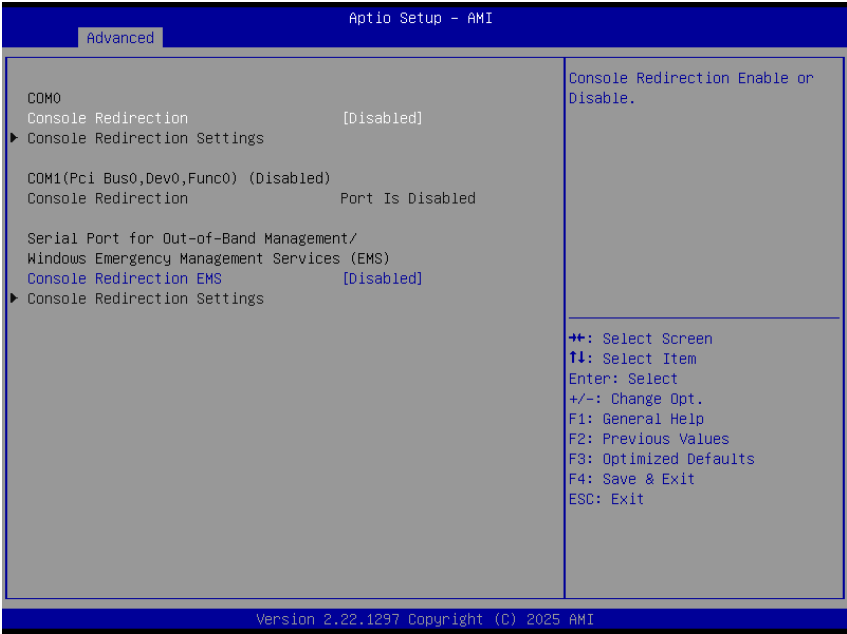 Aptio Setup - AMI
Advanced
COM0
Console Redirection [Disabled]
Console Redirection Settings
COM1(Pci Bus0,Dev0,Func0) (Disabled)
Console Redirection Port Is Disabled
Serial Port for Out-of-Band Management/
Windows Emergency Management Services (EMS)
Console Redirection EMS [Disabled]
Console Redirection Settings
Console Redirection Enable or
Disable.
→←: Select Screen
↑↓: Select Item
Enter: Select
+/-: Change Opt.
F1: General Help
F2: Previous Values
F3: Optimized Defaults
F4: Save & Exit
ESC: Exit
Version 2.22.1297 Copyright (C) 2025 AMI